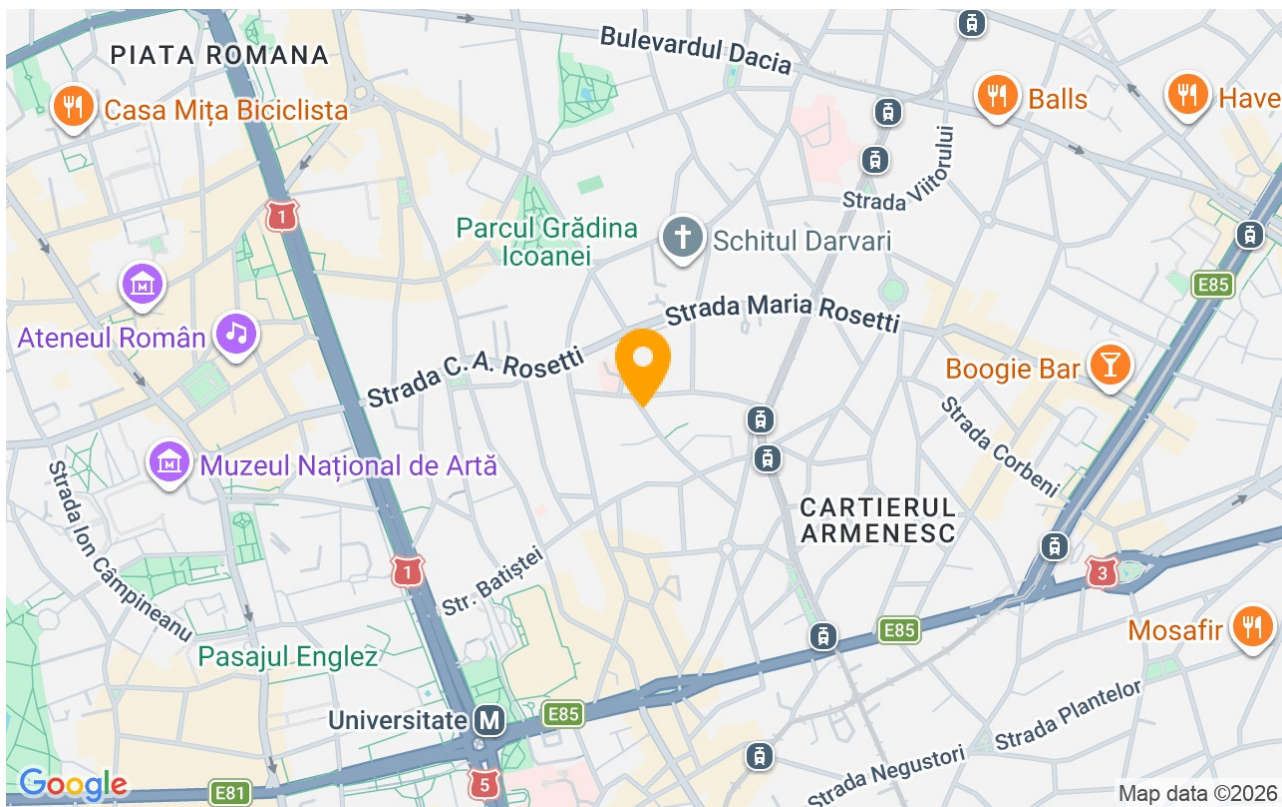 PIATA ROMANA
Bulevardul Dacia
Casa Mița Biciclista
Balls
Have
1
Strada Viitorului
Parcul Grădina
Icoanei
Schitul Darvari
E85
Ateneul Român
Strada Maria Rosetti
Strada C. A. Rosetti
Boogie Bar
Muzeul Național de Artă
Strada Corbeni
Strada Ion Câmpineanu
CARTIERUL
ARMENESC
1
3
Str. Batiștei
Pasajul Englez
E85
Mosafir
Universitate
M
E85
Strada Plantelor
Strada Negustori
5
Google
E81
Map data ©2026